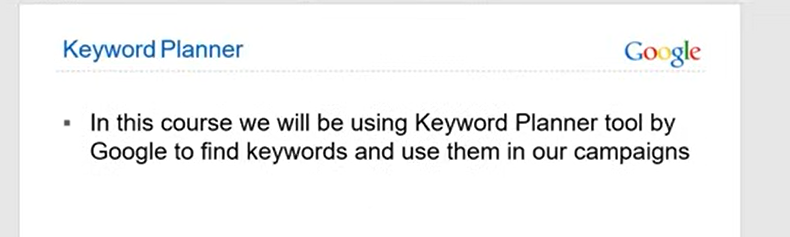 Keyword Planner
Google
In this course we will be using Keyword Planner tool by
Google to find keywords and use them in our campaigns